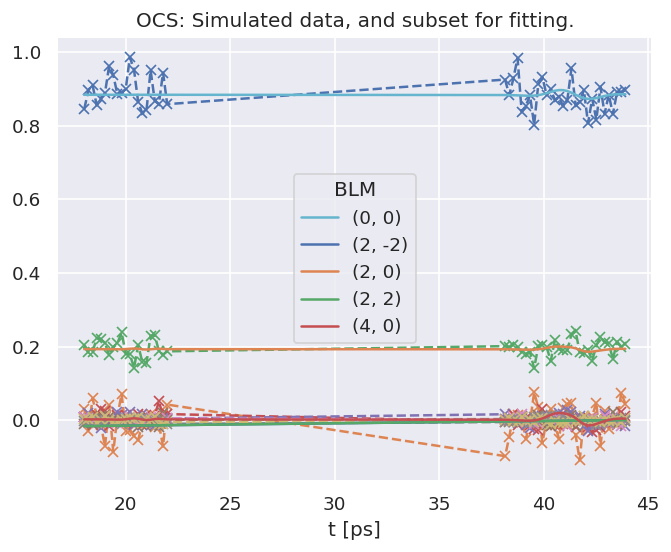 OCS: Simulated data, and subset for fitting.
1.0
0.8
0.6
0.4
0.2
0.0
BLM
(0, 0)
(2, -2)
(2, 0)
(2, 2)
(4, 0)
20 25 30 35 40 45
t [ps]